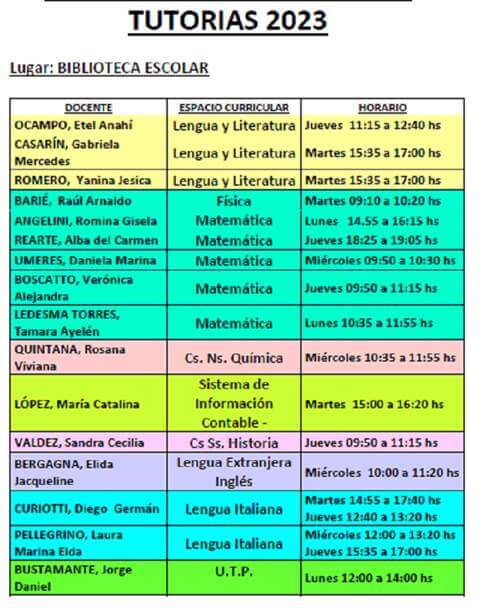 TUTORIAS 2023
Lugar: BIBLIOTECA ESCOLAR
DOCENTE ESPACIO CURRICULAR HORARIO
OCAMPO, Etel Anahí Lengua y Literatura Jueves 11:15 a 12:40 hs
CASARÍN, Gabriela
Mercedes Lengua y Literatura Martes 15:35 a 17:00 hs
ROMERO, Yanina Jesica Lengua y Literatura Martes 15:35 a 17:00 hs
BARIÉ, Raúl Arnaldo Física Martes 09:10 a 10:20 hs
ANGELINI, Romina Gisela Matemática Lunes 14.55 a 16:15 hs
REARTE, Alba del Carmen Matemática Jueves 18:25 a 19:05 hs
UMERES, Daniela Marina Matemática Miércoles 09:50 a 10:30 hs
BOSCATTO, Verónica
Alejandra Matemática Jueves 09:50 a 11:15 hs
LEDESMA TORRES,
Tamara Ayelén Matemática Lunes 10:35 a 11:55 hs
QUINTANA, Rosana
Viviana Cs. Ns. Química Miércoles 10:35 a 11:55 hs
LÓPEZ, María Catalina Sistema de
Información
Contable - Martes 15:00 a 16:20 hs
VALDEZ, Sandra Cecilia Cs Ss. Historia Jueves 09:50 a 11:15 hs
BERGAGNA, Elida
Jacqueline Lengua Extranjera
Inglés Miércoles 10:00 a 11:20 hs
CURIOTTI, Diego Germán Lengua Italiana Martes 14:55 a 17:40 hs
Jueves 12:40 a 13:20 hs
PELLEGRINO, Laura
Marina Elda Lengua Italiana Miércoles 12:00 a 13:20 hs
Jueves 15:35 a 17:00 hs
BUSTAMANTE, Jorge
Daniel U.T.P. Lunes 12:00 a 14:00 hs